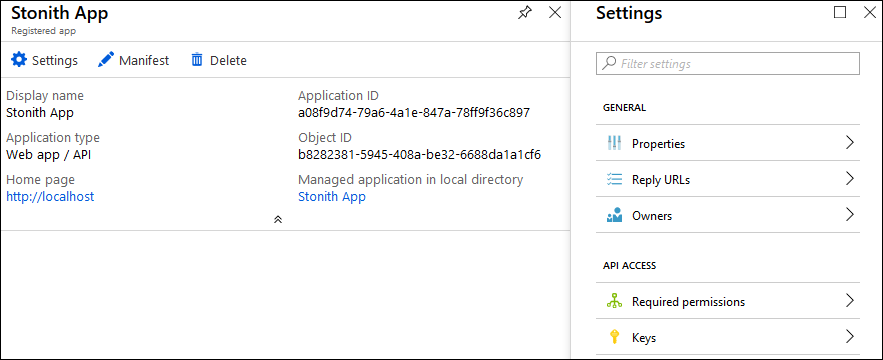 Stonith App
Registered app
Settings
Manifest
Delete
Display name
Stonith App
Application ID
a08f9d74-79a6-4a1e-847a-78ff9f36c897
Application type
Web app / API
Object ID
b8282381-5945-408a-be32-6688da1a1cf6
Home page
http://localhost
Managed application in local directory
Stonith App
Settings
Filter settings
GENERAL
Properties
Reply URLs
Owners
API ACCESS
Required permissions
Keys